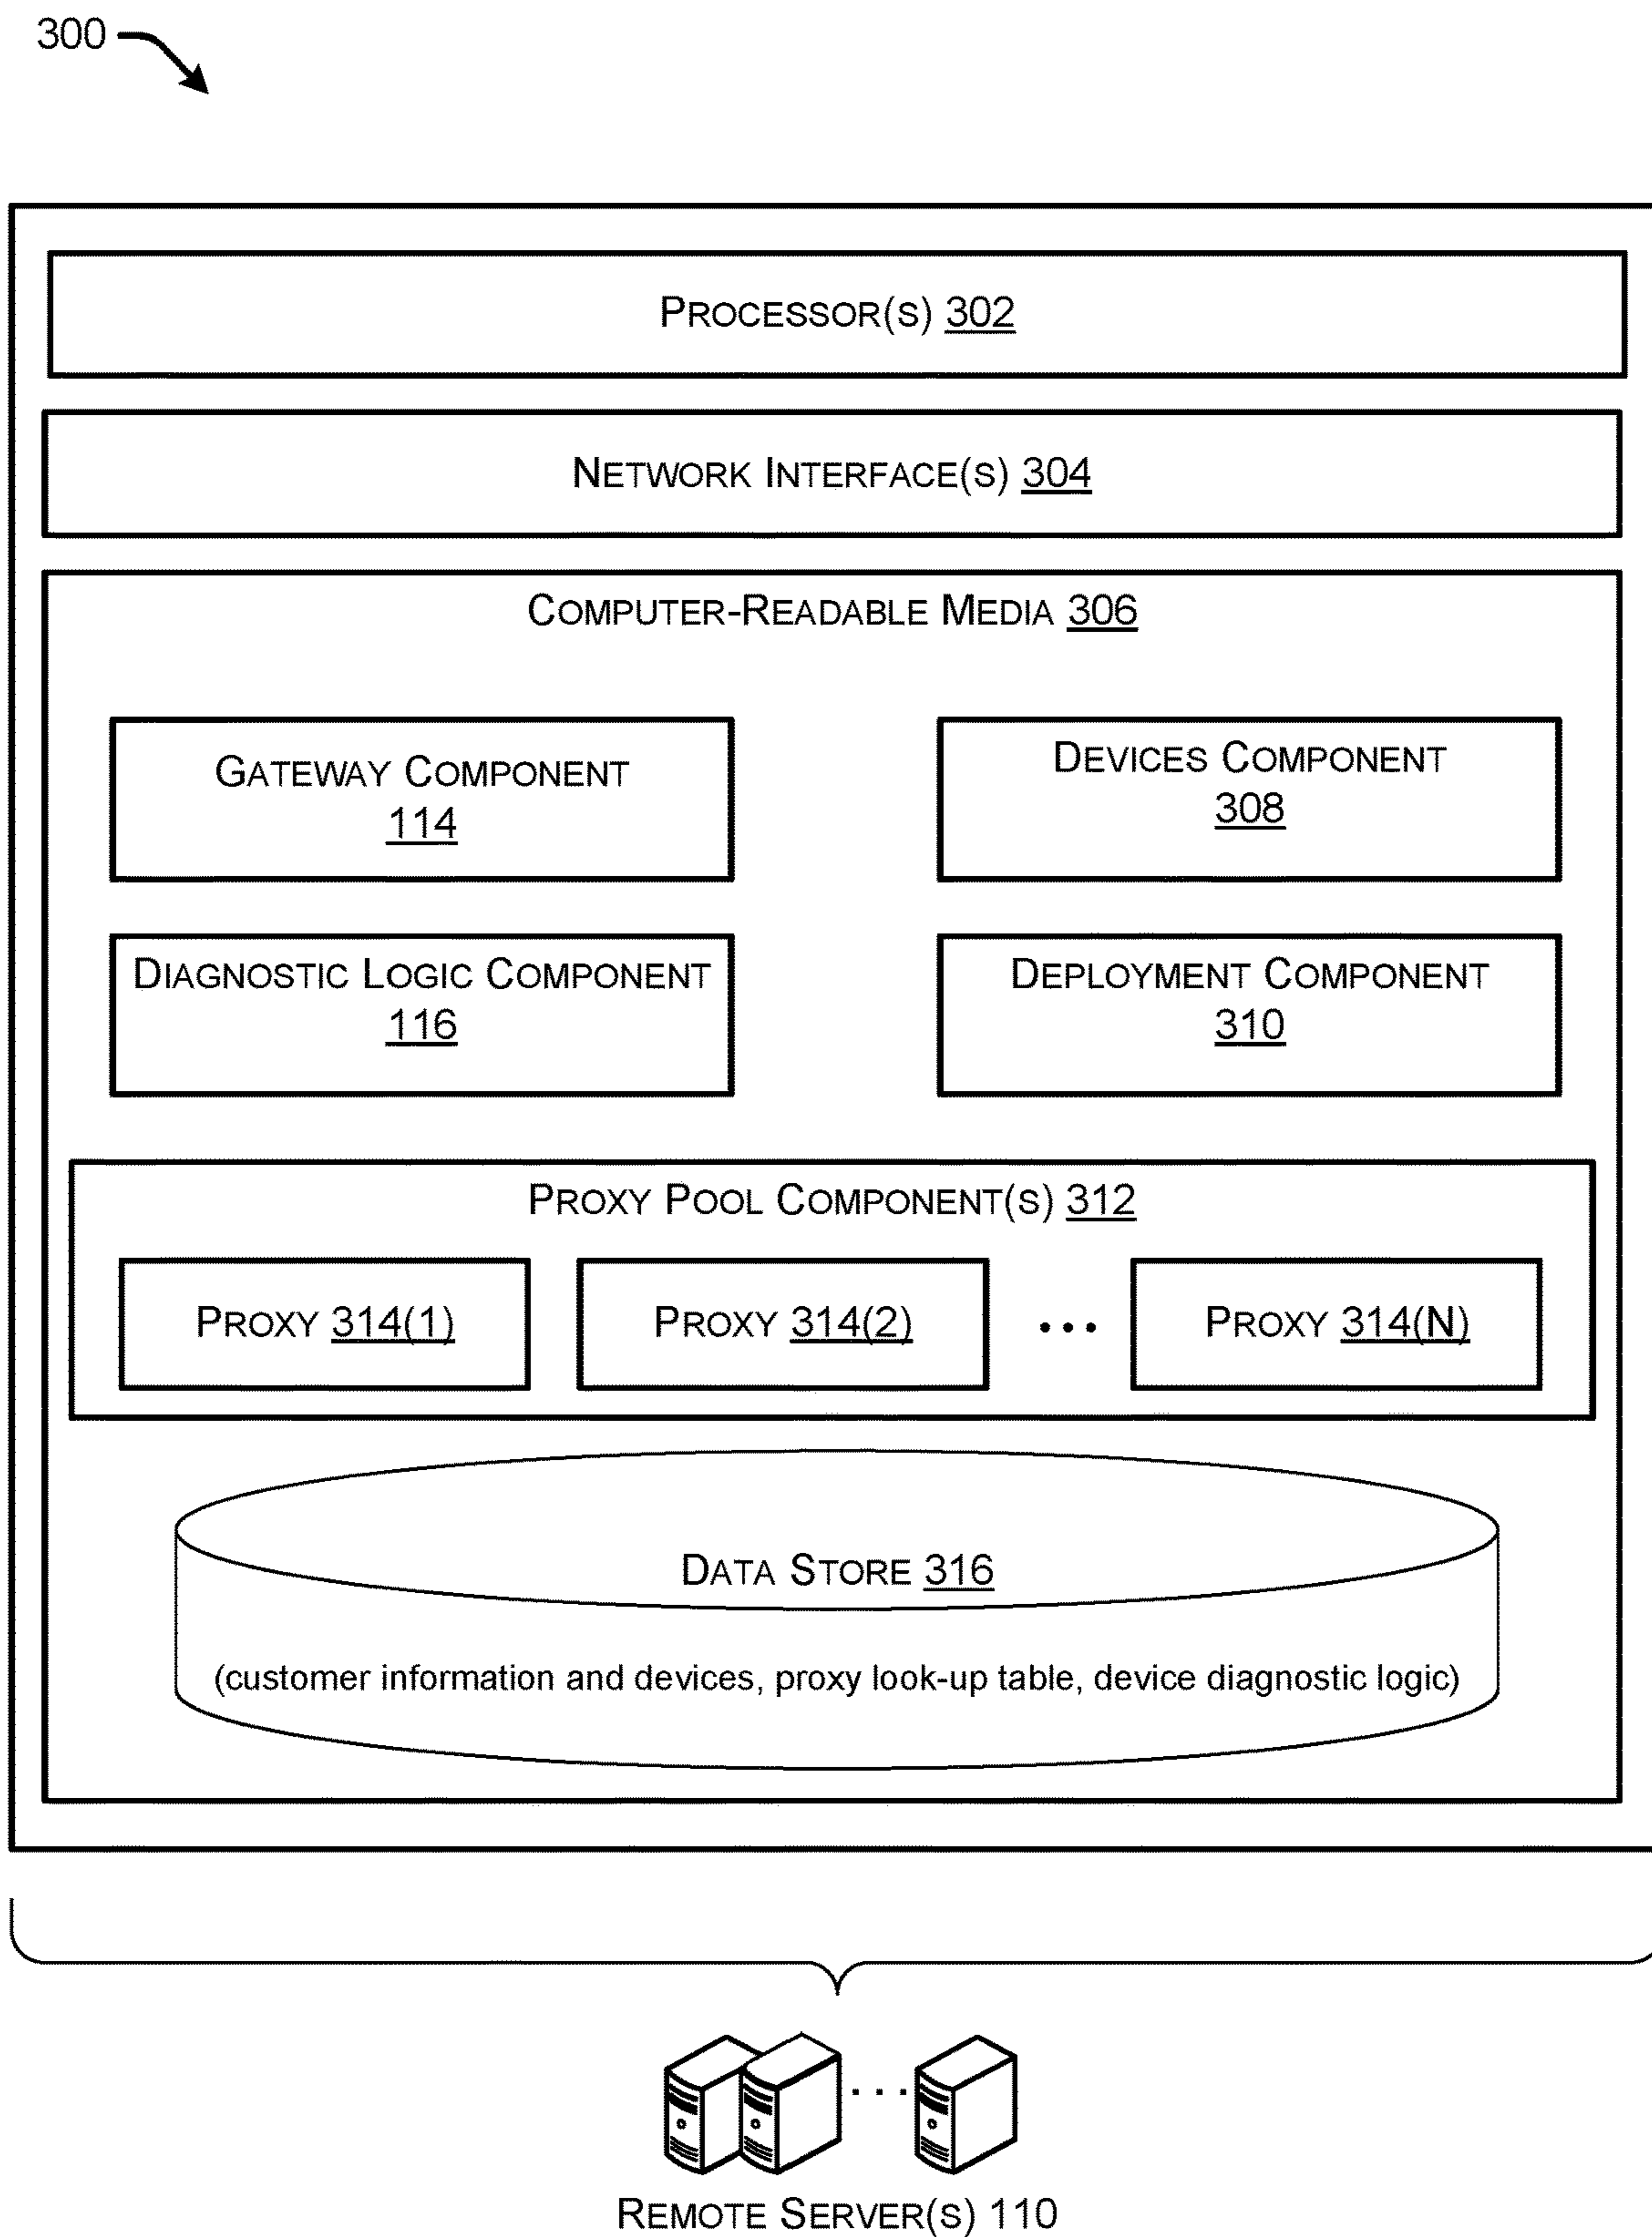 300
PROCESSOR(S) 302
NETWORK INTERFACE(S) 304
COMPUTER-READABLE MEDIA 306
GATEWAY COMPONENT
114
DEVICES COMPONENT
308
DIAGNOSTIC LOGIC COMPONENT
116
DEPLOYMENT COMPONENT
310
PROXY POOL COMPONENT(S) 312
PROXY 314(1)
PROXY 314(2)
...
PROXY 314(N)
DATA STORE 316
(customer information and devices, proxy look-up table, device diagnostic logic)
...
REMOTE SERVER(S) 110